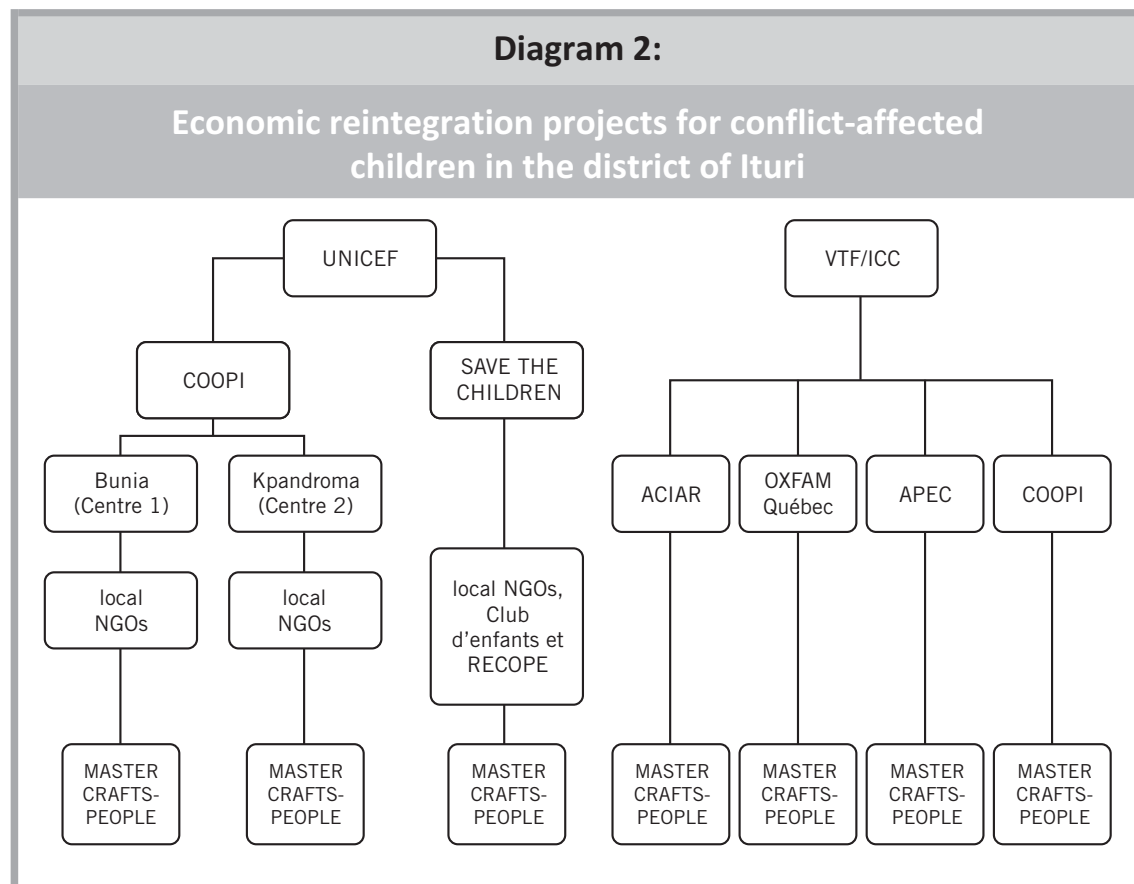 Diagram 2:
Economic reintegration projects for conflict-affected
children in the district of Ituri
UNICEF
VTF/ICC
COOPI
SAVE THE
CHILDREN
Bunia
(Centre 1)
Kpandroma
(Centre 2)
ACIAR
OXFAM
Québec
APEC
COOPI
local
NGOs
local
NGOs
local NGOs,
Club
d'enfants et
RECOPE
MASTER
CRAFTS-
PEOPLE
MASTER
CRAFTS-
PEOPLE
MASTER
CRAFTS-
PEOPLE
MASTER
CRAFTS-
PEOPLE
MASTER
CRAFTS-
PEOPLE
MASTER
CRAFTS-
PEOPLE
MASTER
CRAFTS-
PEOPLE